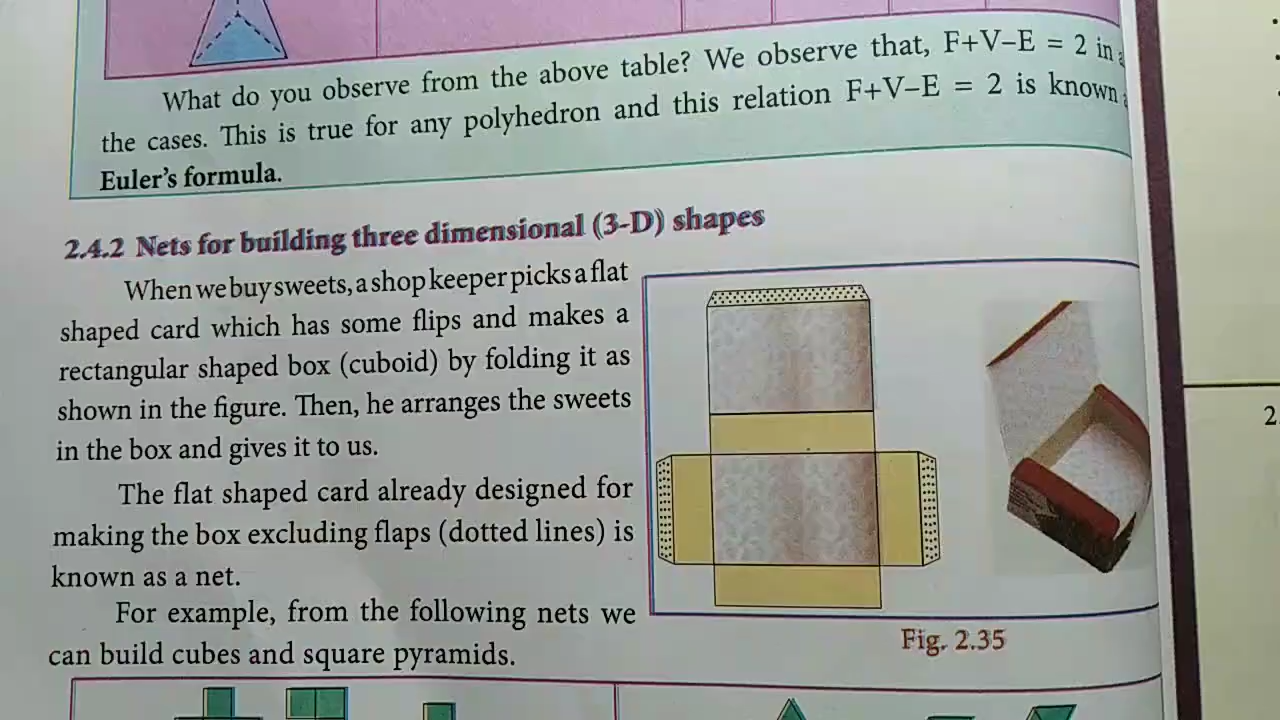 What do you observe from the above table? We observe that, F+V–E = 2 in
the cases. This is true for any polyhedron and this relation F+V–E = 2 is known
Euler's formula.
2.4.2 Nets for building three dimensional (3-D) shapes
When we buy sweets, a shop keeper picks a flat
shaped card which has some flips and makes a
rectangular shaped box (cuboid) by folding it as
shown in the figure. Then, he arranges the sweets
in the box and gives it to us.
The flat shaped card already designed for
making the box excluding flaps (dotted lines) is
known as a net.
For example, from the following nets we
can build cubes and square pyramids.
Fig. 2.35
2.